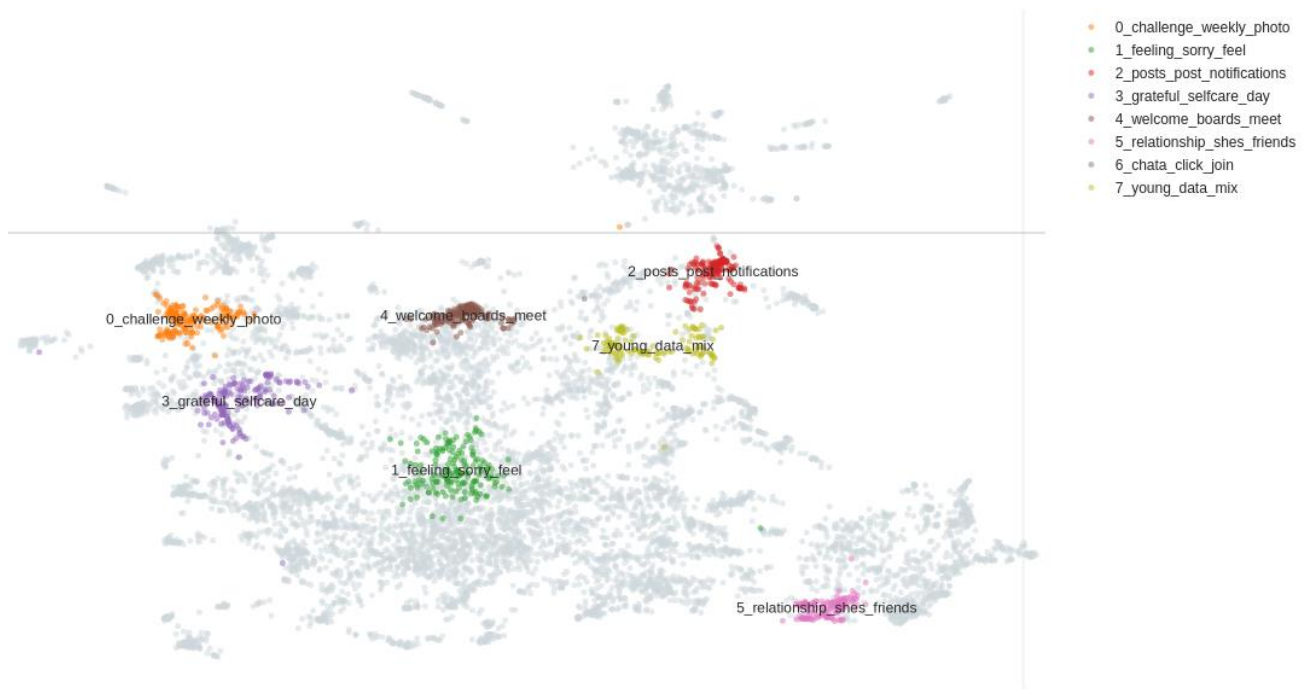 0_challenge_weekly_photo
1_feeling_sorry_feel
2_posts_post_notifications
3_grateful_selfcare_day
4_welcome_boards_meet
5_relationship_shes_friends
6_chata_click_join
7_young_data_mix
2_posts_post_notifications
4_welcome_boards_meet
0_challenge_weekly_photo
7_young_data_mix
3_grateful_selfcare_day
1_feeling_sorry_feel
5_relationship_shes_friends